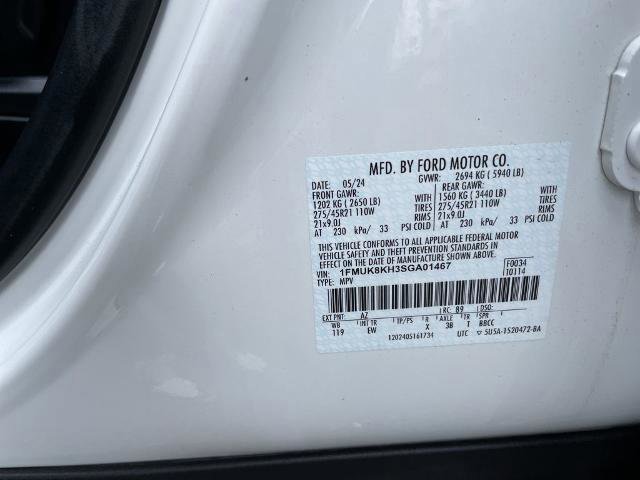 MFD. BY FORD MOTOR CO.
DATE: 05/24 GVWR: 2694 KG ( 5940 LB)
FRONT GAWR: REAR GAWR:
1202 KG ( 2650 LB) WITH 1560 KG ( 3440 LB) WITH
275/45R21 110W TIRES 275/45R21 110W TIRES
21x9.0J RIMS 21x9.0J RIMS
AT 230 kPa/ 33 PSI COLD AT 230 kPa/ 33 PSI COLD
THIS VEHICLE CONFORMS TO ALL APPLICABLE FEDERAL MOTOR
VEHICLE SAFETY AND THEFT PREVENTION STANDARDS IN
EFFECT ON THE DATE OF MANUFACTURE SHOWN ABOVE.
VIN: 1FMUK8KH3SGA01467 F0034
TYPE: MPV 10114
EXT PNT: AZ RC: 89 DSO:
WB INT TR TP/PS R AXLE TR SPR
119 EW X 3B T BBCC
1202405161734 UTC 5U5A-1520472-BA